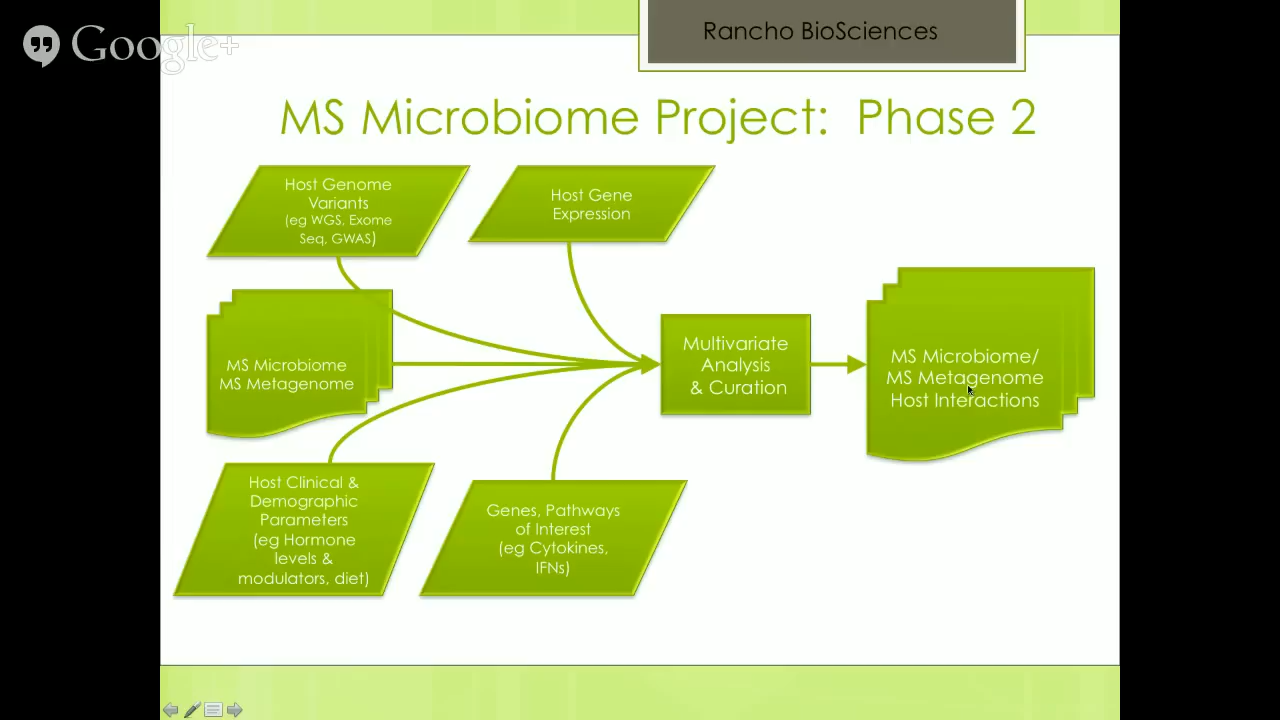 Google+
Rancho BioSciences
MS Microbiome Project: Phase 2
Host Genome
Variants
(eg WGS, Exome
Seq, GWAS)
Host Gene
Expression
MS Microbiome
MS Metagenome
Multivariate
Analysis
& Curation
MS Microbiome/
MS Metagenome
Host Interactions
Host Clinical &
Demographic
Parameters
(eg Hormone
levels &
modulators, diet)
Genes, Pathways
of Interest
(eg Cytokines,
IFNs)